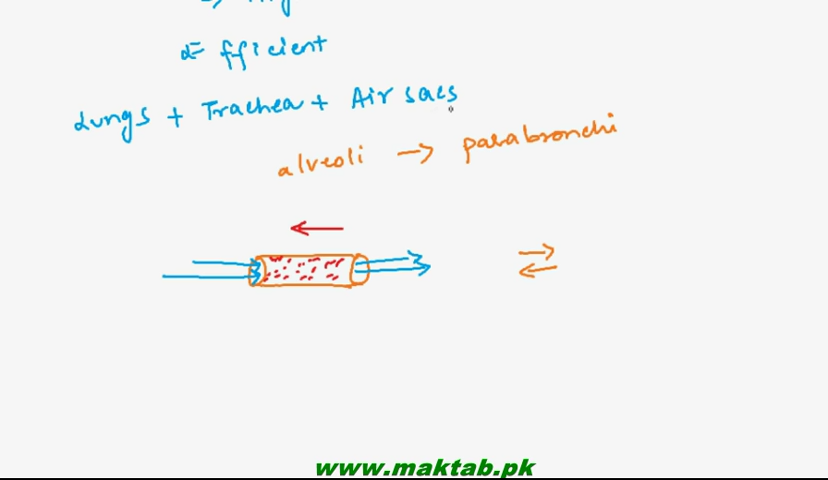 Efficient
Lungs + Trachea + Air sacs
alveoli → parabronchi
www.maktab.pk